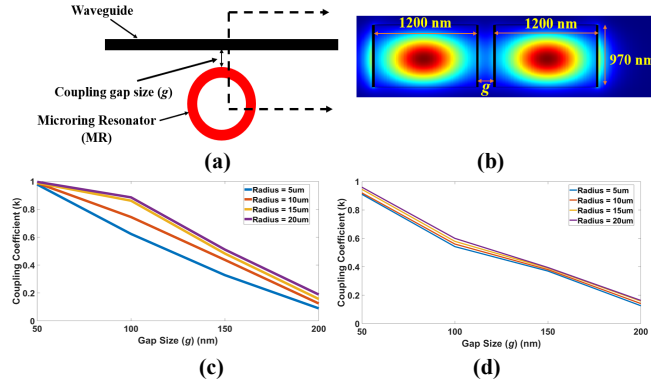 Waveguide
Coupling gap size (g)
Microring Resonator
(MR)
(a)
1200 nm
1200 nm
970 nm
g
(b)
Coupling Coefficient (k)
1
0.8
0.6
0.4
0.2
0
50
100
150
200
Gap Size (g) (nm)
Radius = 5um
Radius = 10um
Radius = 15um
Radius = 20um
(c)
Coupling Coefficient (k)
1
0.8
0.6
0.4
0.2
0
50
100
150
200
Gap Size (g) (nm)
Radius = 5um
Radius = 10um
Radius = 15um
Radius = 20um
(d)